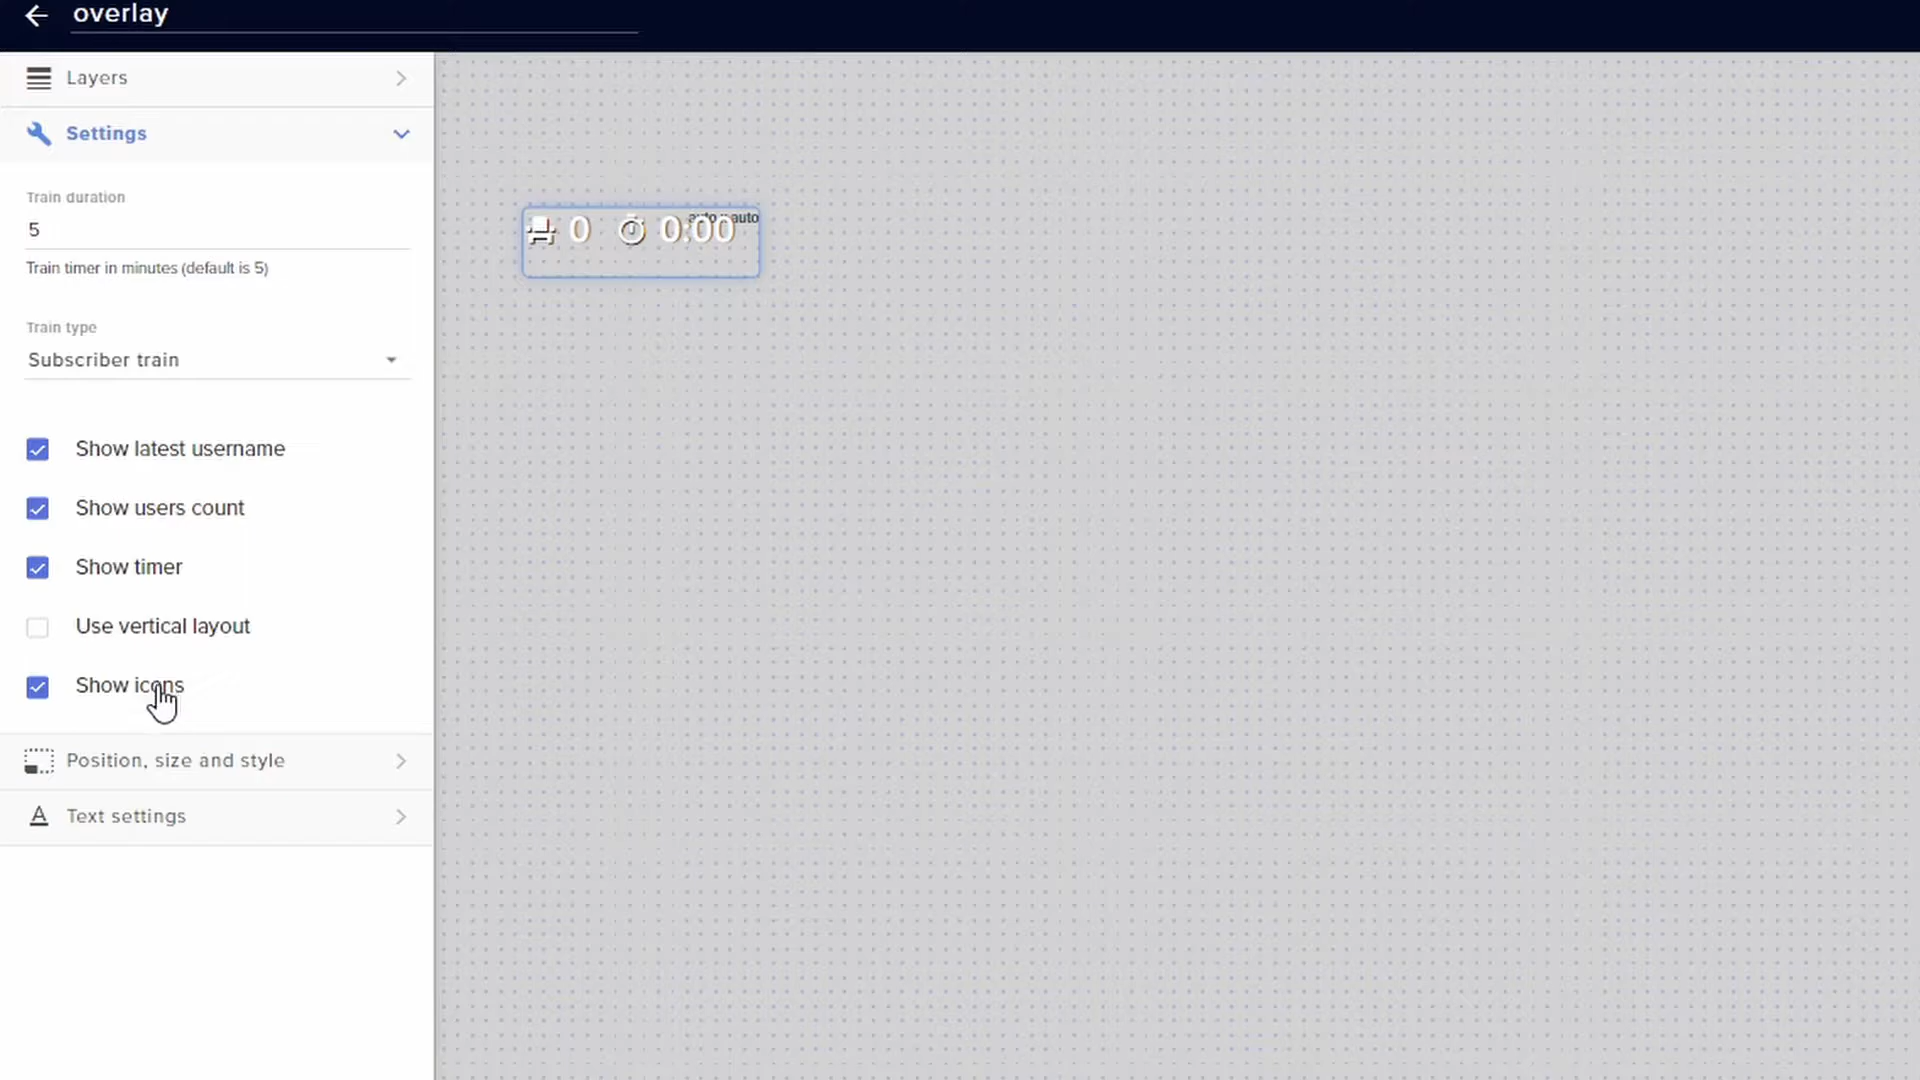 overlay
Layers
Settings
Train duration
5
Train timer in minutes (default is 5)
Train type
Subscriber train
Show latest username
Show users count
Show timer
Use vertical layout
Show icons
Position, size and style
Text settings
0 0:00
auto auto